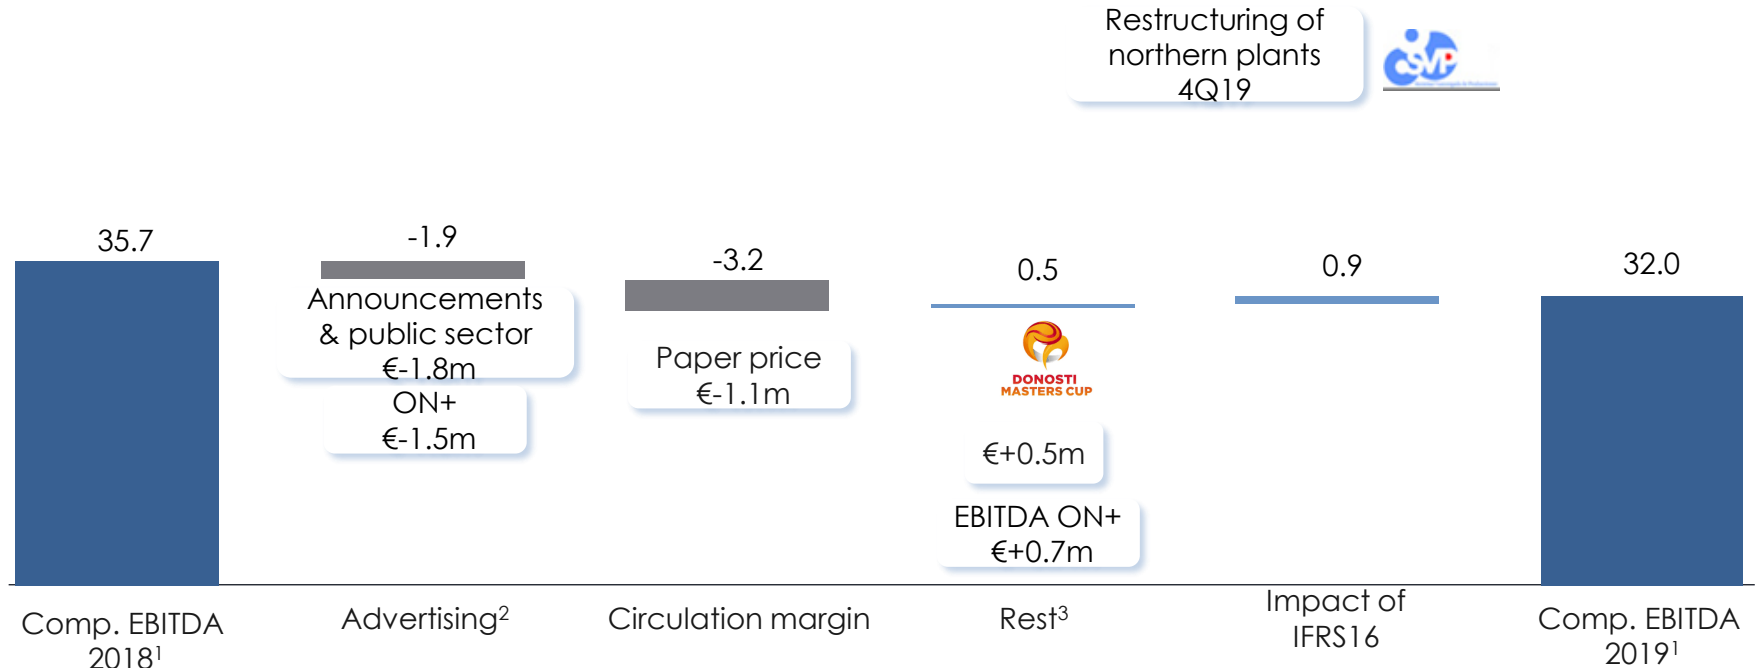 Restructuring of
northern plants
4Q19
SVP
35.7
-1.9
-3.2
0.5
0.9
32.0
Announcements
& public sector
€-1.8m
ON+
€-1.5m
Paper price
€-1.1m
DONOSTI
MASTERS CUP
€+0.5m
EBITDA ON+
€+0.7m
Comp. EBITDA
2018¹
Advertising²
Circulation margin
Rest³
Impact of
IFRS16
Comp. EBITDA
2019¹